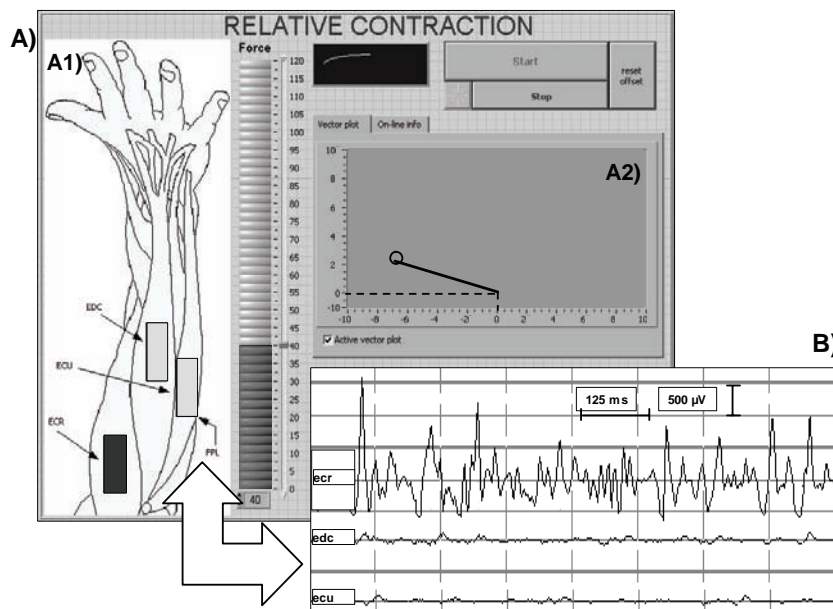 RELATIVE CONTRACTION
A)
A1)
Force
120
115
110
105
100
95
90
85
80
75
70
65
60
55
50
45
40
35
30
25
20
15
10
5
0
40
Start
Stop
reset
offset
Vector plot
On-line info
A2)
10
8
6
4
2
0
-10
-10 -8 -6 -4 -2 0 2 4 6 8 10
Active vector plot
EDC
ECU
ECR
FPL
B)
125 ms
500 µV
ecr
edc
ecu